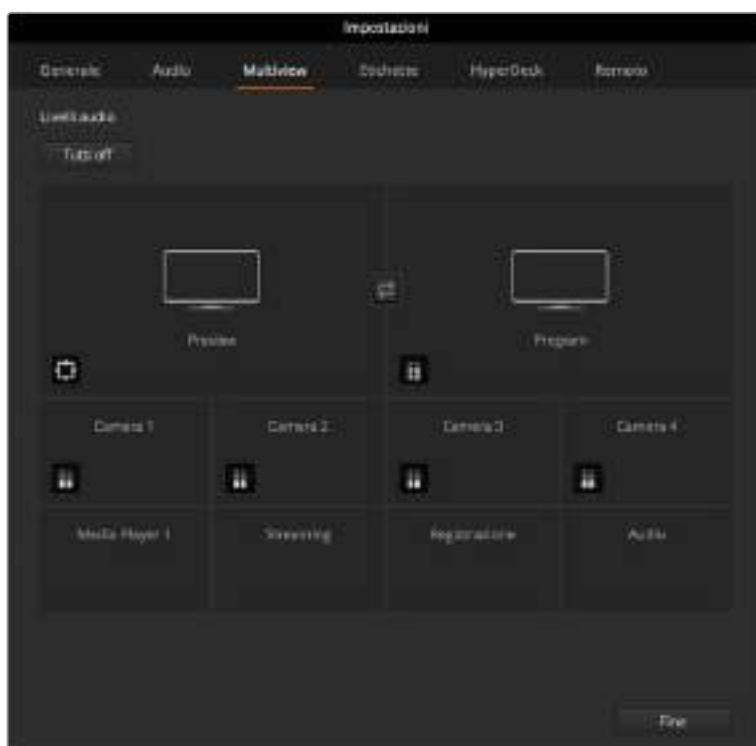 Impostazioni
Generale Audio Multiview Etichette HyperDeck Remoto
Livelli audio
Tutti off
Preview Program
Camera 1 Camera 2 Camera 3 Camera 4
Media Player 1 Streaming Registrazione Audio
Fine